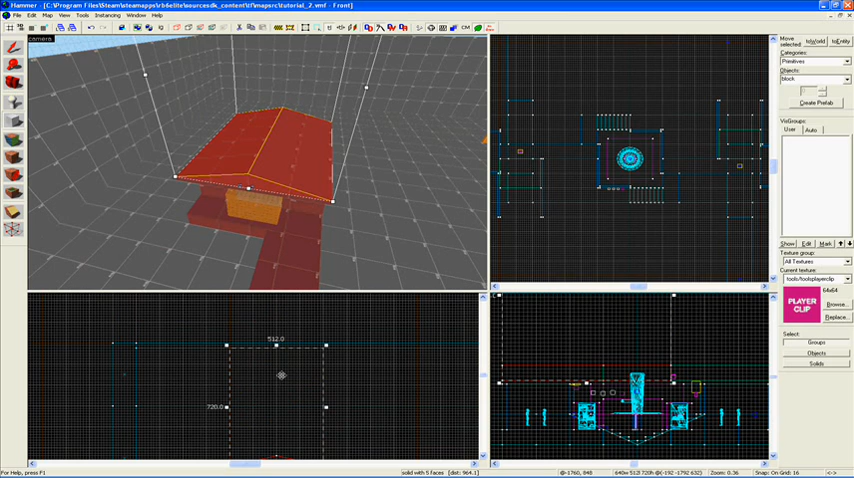 Hammer - [C:\Program Files\Steam\steamapps\rb6elite\sourcesdk_content\tf\mapsrc\tutorial_2.vmf - Front]
File Edit Map View Tools Instancing Window Help
camera
512.0
720.0
Move selected:
toWorld
toEntity
Categories:
Primitives
Objects:
block
Create Prefab
VisGroups:
User Auto
Show Edit Mark
Texture group:
All Textures
Current texture:
tools/toolsplayerclip
64x64
PLAYER CLIP
Browse...
Replace...
Select:
Groups
Objects
Solids
For Help, press F1
solid with 5 faces [dist: 964.1]
@-1760, 848
640w 512l 720h @(-192 -1792 632)
Zoom: 0.36
Snap: On Grid: 16